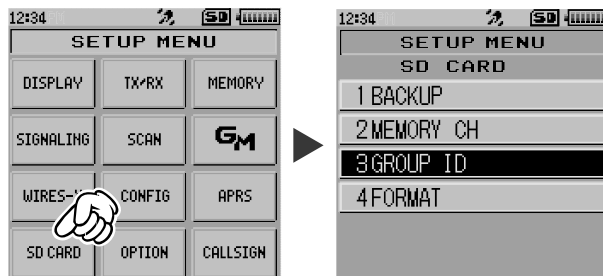 12:34 SD
SETUP MENU
DISPLAY TX/RX MEMORY
SIGNALING SCAN GM
WIRES- CONFIG APRS
SD CARD OPTION CALLSIGN
12:34 SD
SETUP MENU
SD CARD
1 BACKUP
2 MEMORY CH
3 GROUP ID
4 FORMAT